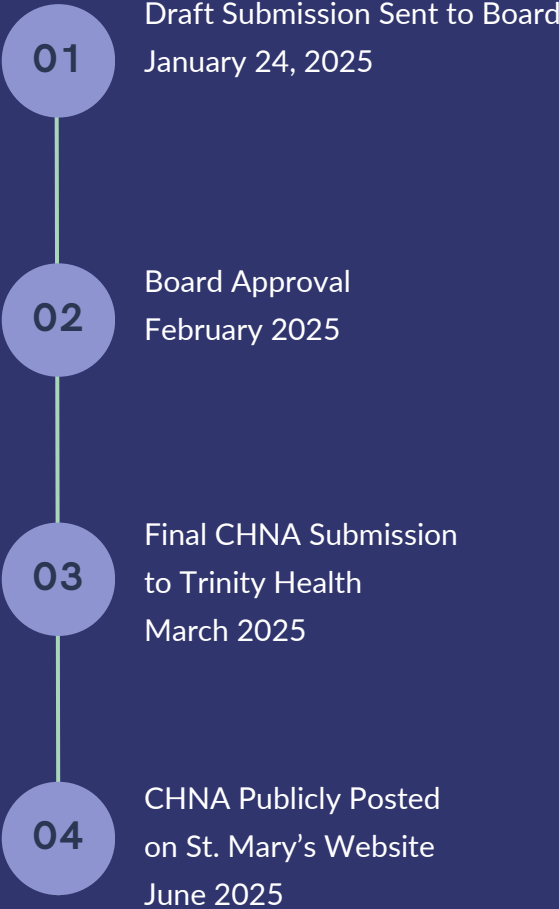 01
Draft Submission Sent to Board
January 24, 2025
02
Board Approval
February 2025
03
Final CHNA Submission
to Trinity Health
March 2025
04
CHNA Publicly Posted
on St. Mary’s Website
June 2025